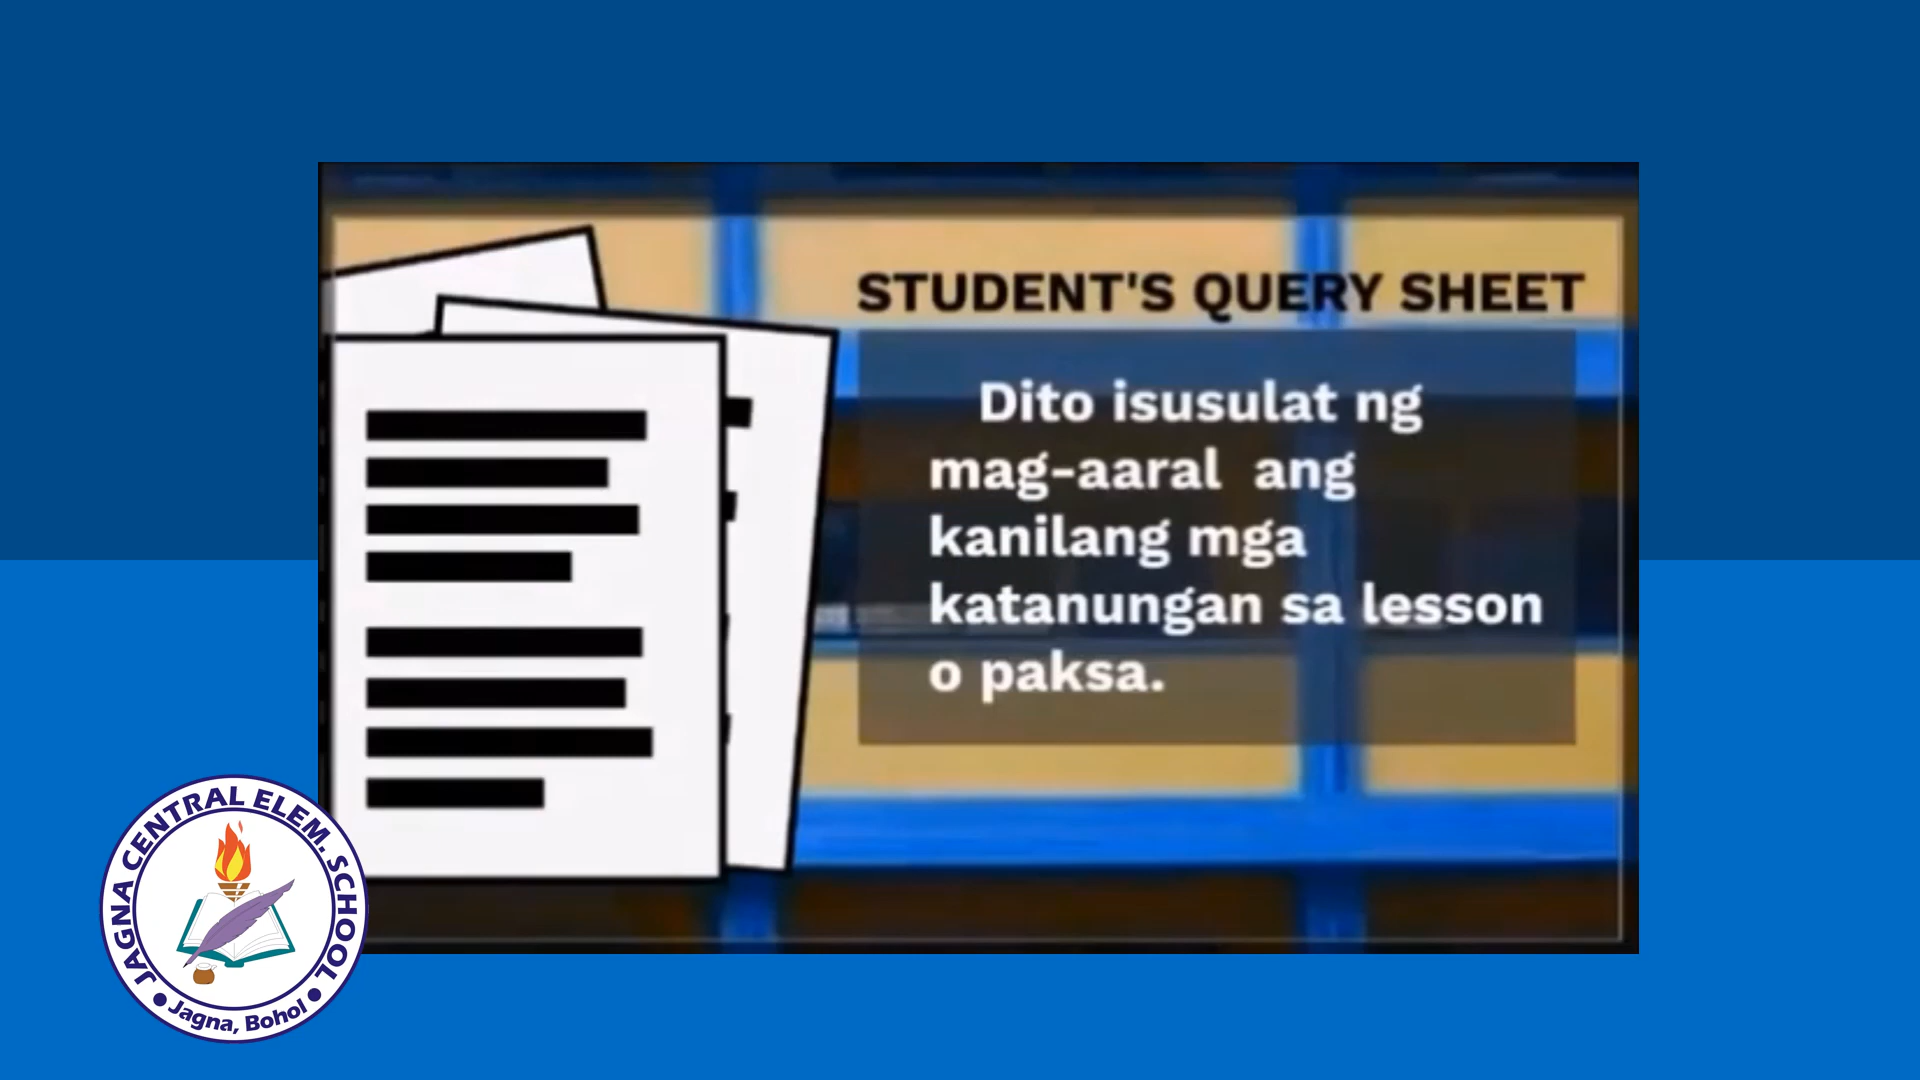 STUDENT'S QUERY SHEET
Dito isusulat ng
mag-aaral ang
kanilang mga
katanungan sa lesson
o paksa.
JAGNA CENTRAL ELEM. SCHOOL
Jagna, Bohol